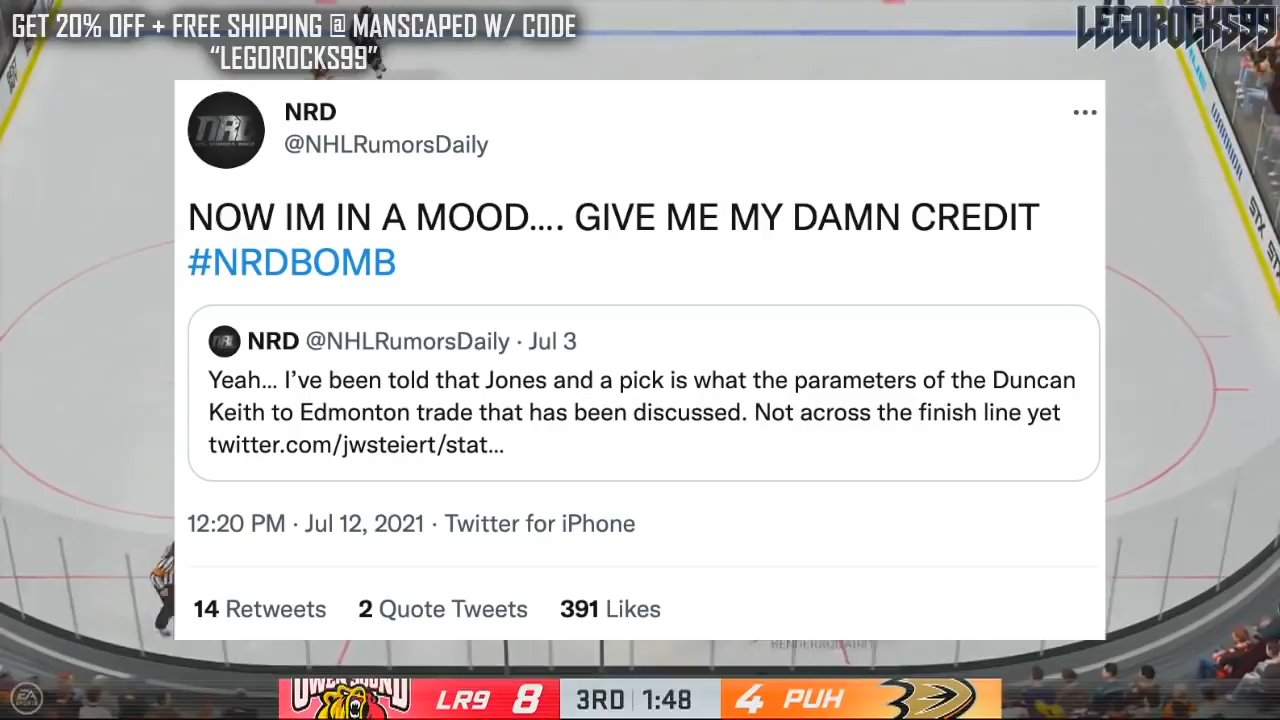 GET 20% OFF + FREE SHIPPING @ MANSCAPED W/ CODE
“LEGOROCKS99”
LEGOROCKS99
NRD
@NHLRumorsDaily
NOW IM IN A MOOD.... GIVE ME MY DAMN CREDIT
#NRDBOMB
NRD @NHLRumorsDaily · Jul 3
Yeah... I’ve been told that Jones and a pick is what the parameters of the Duncan
Keith to Edmonton trade that has been discussed. Not across the finish line yet
twitter.com/jwsteiert/stat...
12:20 PM · Jul 12, 2021 · Twitter for iPhone
14 Retweets 2 Quote Tweets 391 Likes
WARRIOR
STX
OWEN SOUND LR9 8 3RD 1:48 4 PUH